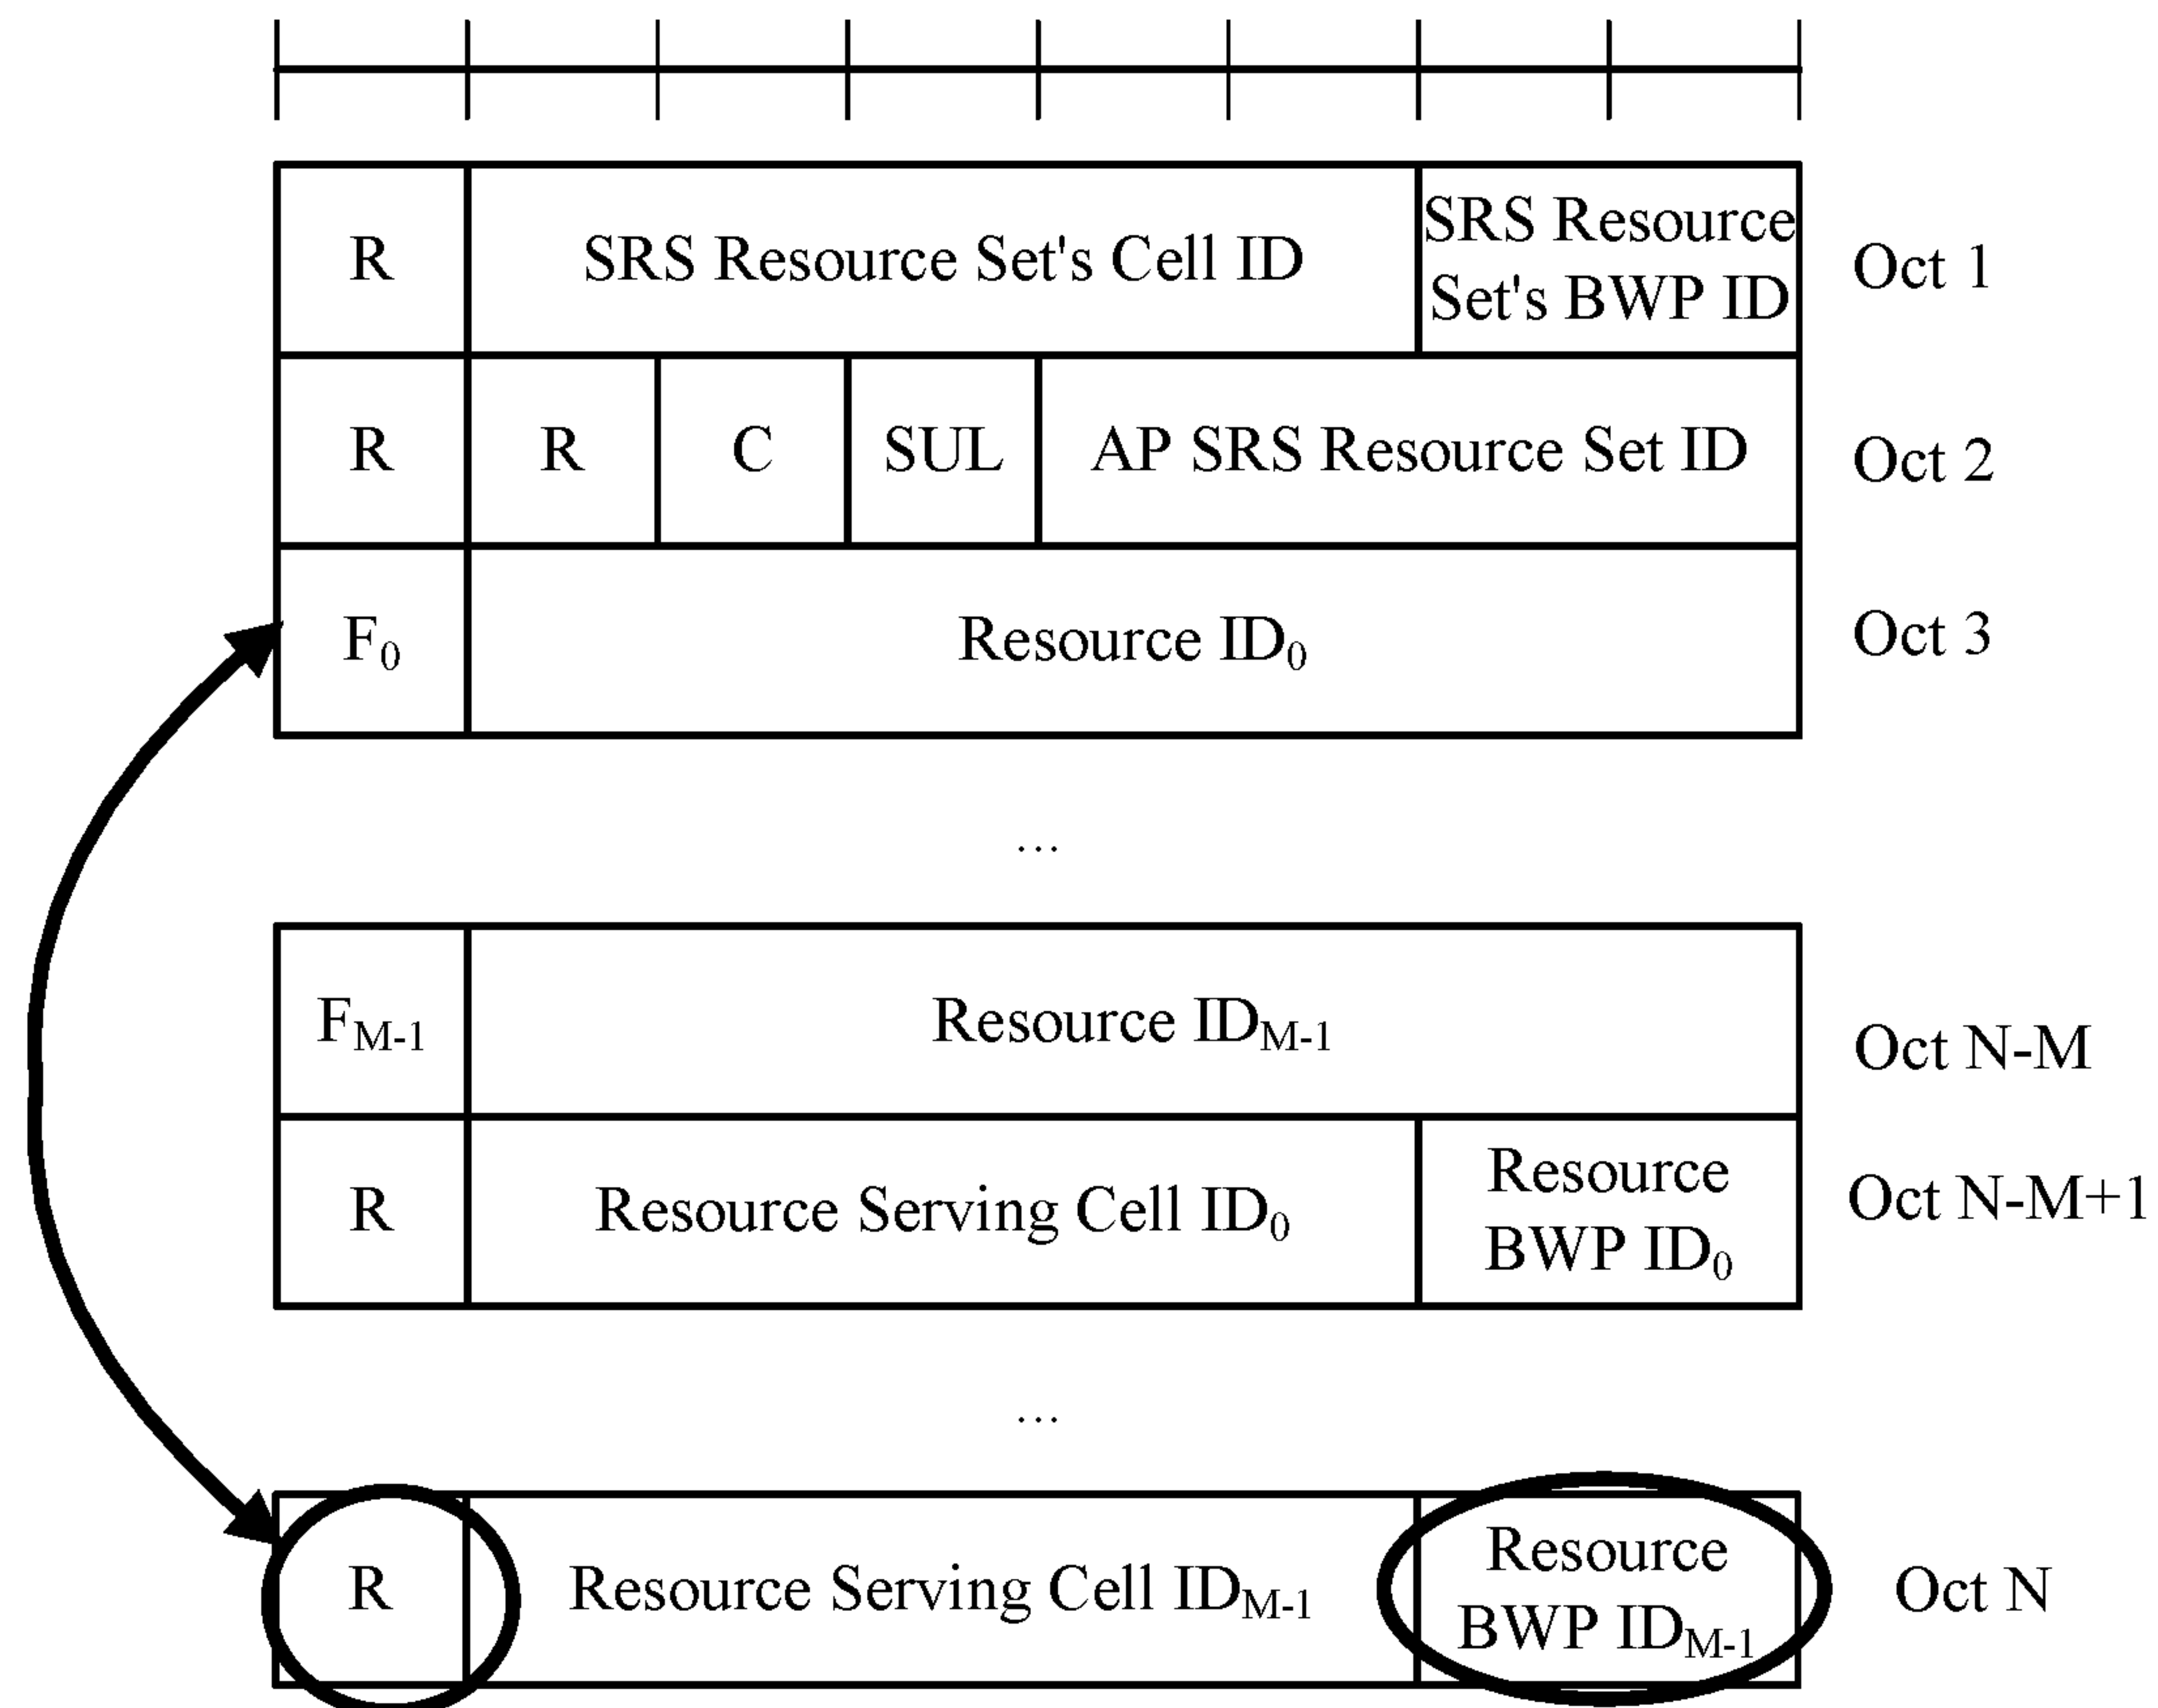 R SRS Resource Set's Cell ID SRS Resource Set's BWP ID Oct 1
R R C SUL AP SRS Resource Set ID Oct 2
F0 Resource ID0 Oct 3
...
FM-1 Resource IDM-1 Oct N-M
R Resource Serving Cell ID0 Resource BWP ID0 Oct N-M+1
...
R Resource Serving Cell IDM-1 Resource BWP IDM-1 Oct N